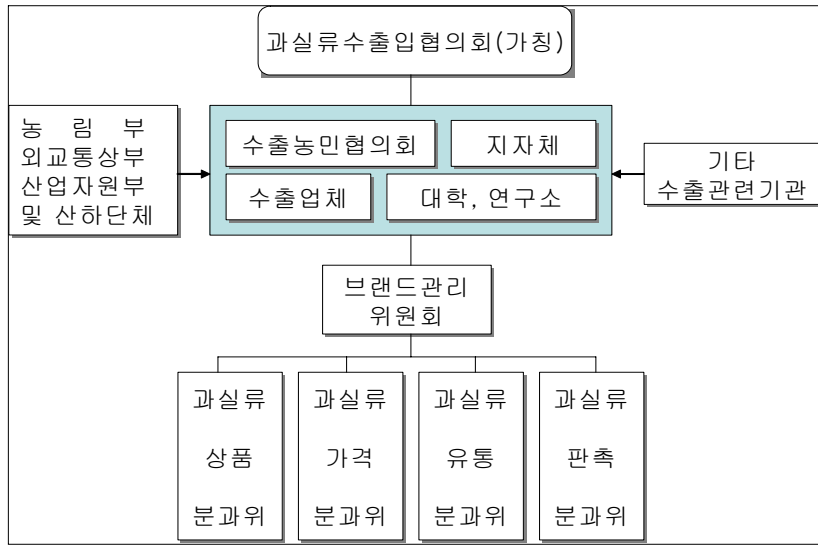 과실류수출입협의회(가칭)
농 림 부
외교통상부
산업자원부
및 산하단체
수출농민협의회
지자체
수출업체
대학, 연구소
기타
수출관련기관
브랜드관리
위원회
과실류
상품
분과위
과실류
가격
분과위
과실류
유통
분과위
과실류
판촉
분과위